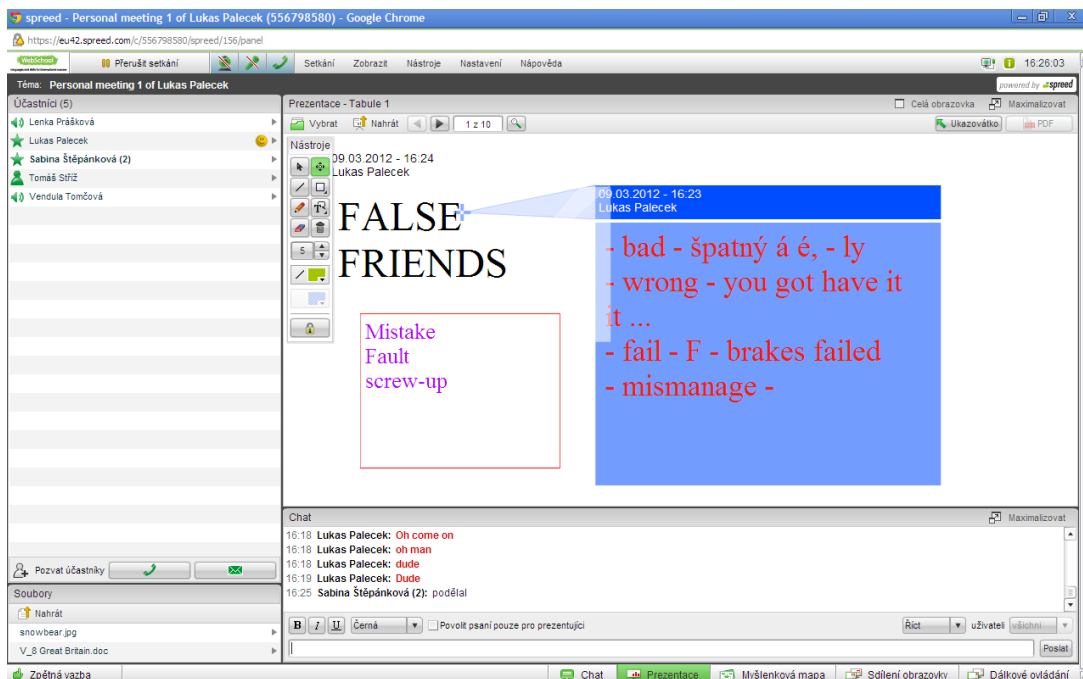 spreed - Personal meeting 1 of Lukas Palecek (556798580) - Google Chrome
https://eu42.spreed.com/c/556798580/spreed/156/panel
WebSchool
Přerušit setkání
Setkání Zobrazit Nástroje Nastavení Nápověda
16:26:03
Téma: Personal meeting 1 of Lukas Palecek
powered by spreed
Účastníci (5)
Lenka Prášková
Lukas Palecek
Sabina Štěpánková (2)
Tomáš Stříž
Vendula Tomčová
Pozvat účastníky
Soubory
Nahrát
snowbear.jpg
V_8 Great Britain.doc
Prezentace - Tabule 1
Celá obrazovka Maximalizovat
Vybrat Nahrát 1 z 10
Ukazovátko PDF
Nástroje
5
09.03.2012 - 16:24
Lukas Palecek
FALSE
FRIENDS
Mistake
Fault
screw-up
09.03.2012 - 16:23
Lukas Palecek
- bad - špatný á é, - ly
- wrong - you got have it
it ...
- fail - F - brakes failed
- mismanage -
Chat
Maximalizovat
16:18 Lukas Palecek: Oh come on
16:18 Lukas Palecek: oh man
16:18 Lukas Palecek: dude
16:19 Lukas Palecek: Dude
16:25 Sabina Štěpánková (2): podělal
B I U Černá Povolit psaní pouze pro prezentující
Říct uživateli všichni
Poslat
Zpětná vazba
Chat Prezentace Myšlenková mapa Sdílení obrazovky Dálkové ovládání